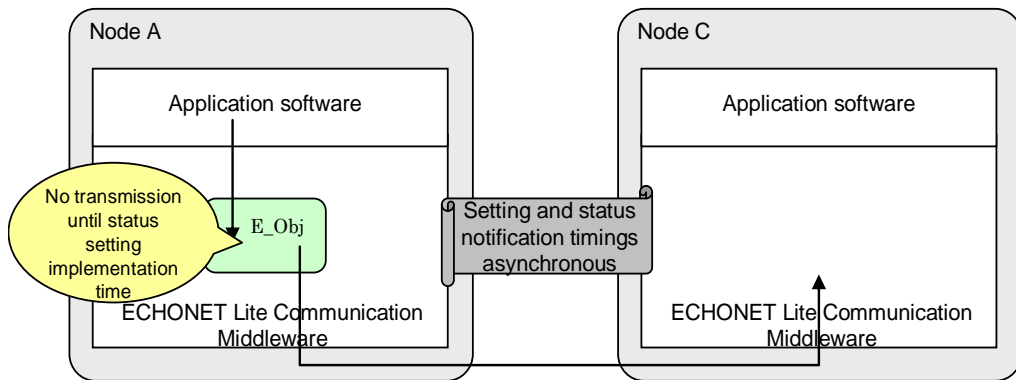 Node A
Application software
No transmission
until status
setting
implementation
time
E_Obj
ECHONET Lite Communication
Middleware
Setting and status
notification timings
asynchronous
Node C
Application software
ECHONET Lite Communication
Middleware